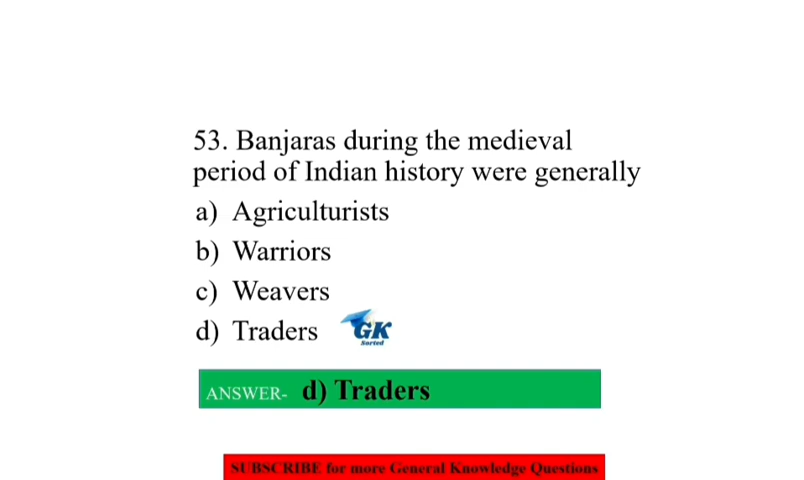 53. Banjaras during the medieval
period of Indian history were generally
a) Agriculturists
b) Warriors
c) Weavers
d) Traders
GK
Sorted
ANSWER- d) Traders
SUBSCRIBE for more General Knowledge Questions